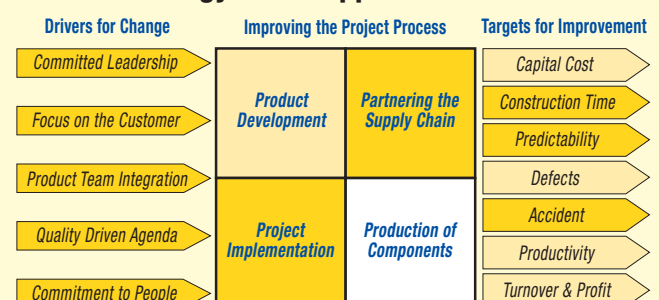 Drivers for Change
Improving the Project Process
Targets for Improvement
Committed Leadership
Focus on the Customer
Product Team Integration
Quality Driven Agenda
Commitment to People
Product
Development
Partnering the
Supply Chain
Project
Implementation
Production of
Components
Capital Cost
Construction Time
Predictability
Defects
Accident
Productivity
Turnover & Profit